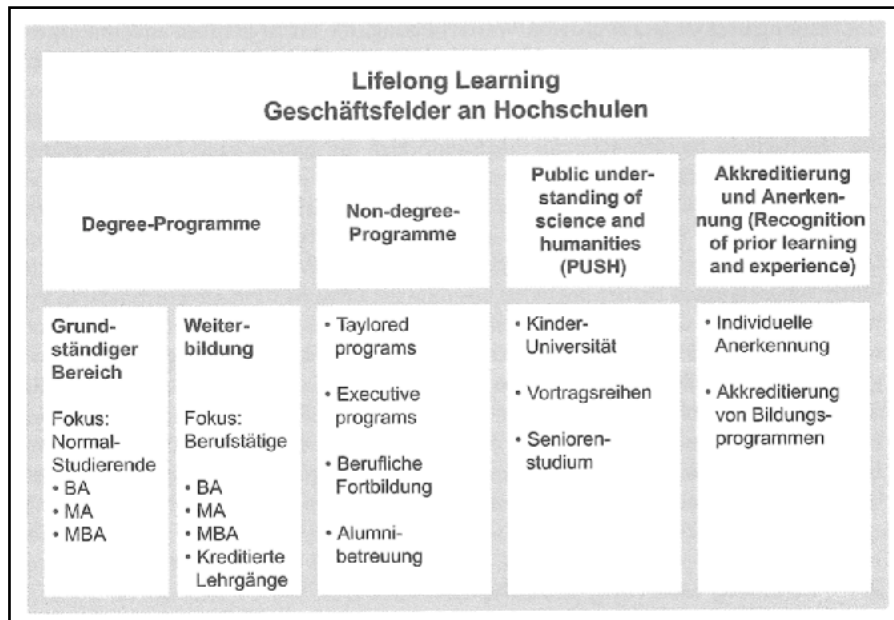 Lifelong Learning
Geschäftsfelder an Hochschulen
Degree-Programme
Non-degree-
Programme
Public under-
standing of
science and
humanities
(PUSH)
Akkreditierung
und Anerken-
nung (Recognition
of prior learning
and experience)
Grund-
ständiger
Bereich
Fokus:
Normal-
Studierende
• BA
• MA
• MBA
Weiter-
bildung
Fokus:
Berufstätige
• BA
• MA
• MBA
• Kreditierte
Lehrgänge
• Taylored
programs
• Executive
programs
• Berufliche
Fortbildung
• Alumni-
betreuung
• Kinder-
Universität
• Vortragsreihen
• Senioren-
studium
• Individuelle
Anerkennung
• Akkreditierung
von Bildungs-
programmen